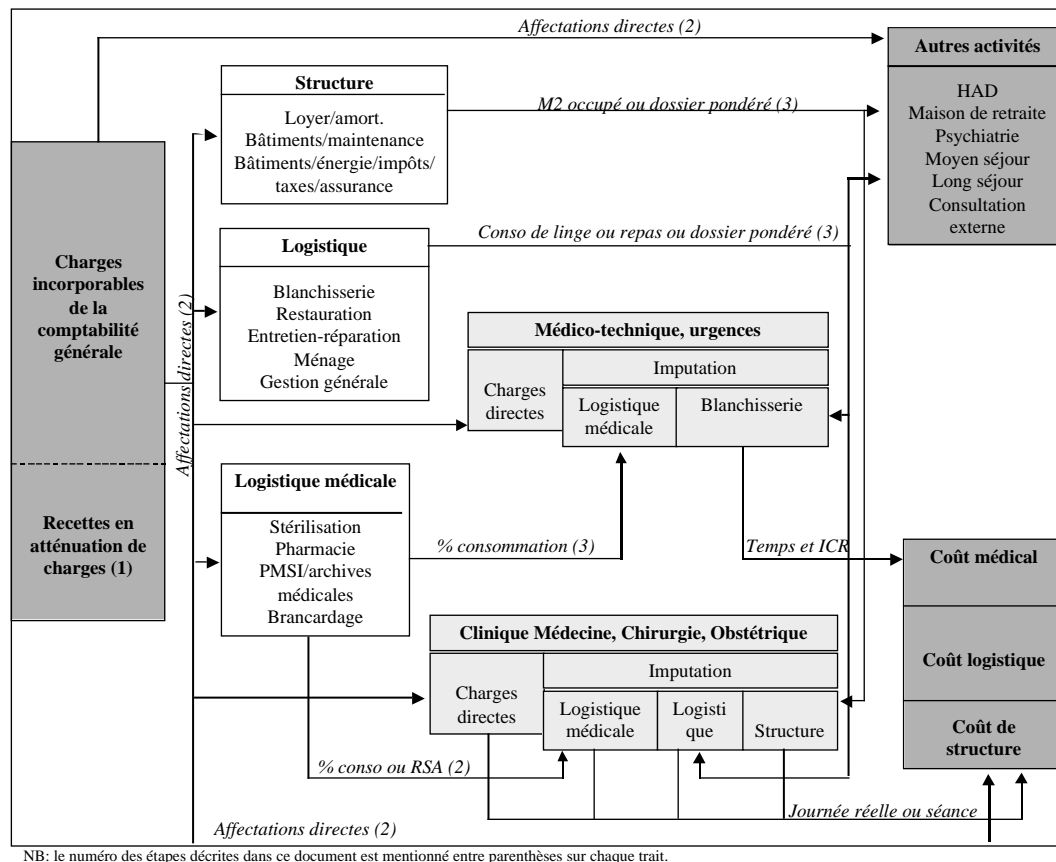 Affectations directes (2)
Autres activités
HAD
Maison de retraite
Psychiatrie
Moyen séjour
Long séjour
Consultation
externe
Structure
Loyer/amort.
Bâtiments/maintenance
Bâtiments/énergie/impôts/
taxes/assurance
M2 occupé ou dossier pondéré (3)
Charges
incorporables
de la
comptabilité
générale
Recettes en
atténuation de
charges (1)
Affectations directes (2)
Logistique
Blanchisserie
Restauration
Entretien-réparation
Ménage
Gestion générale
Conso de linge ou repas ou dossier pondéré (3)
Médico-technique, urgences
Charges
directes
Imputation
Logistique
médicale
Blanchisserie
Logistique médicale
Stérilisation
Pharmacie
PMSI/archives
médicales
Brancardage
% consommation (3)
Temps et ICR
Coût médical
Coût logistique
Coût de
structure
Clinique Médecine, Chirurgie, Obstétrique
Charges
directes
Imputation
Logistique
médicale
Logisti
que
Structure
% conso ou RSA (2)
Journée réelle ou séance
Affectations directes (2)
NB: le numéro des étapes décrites dans ce document est mentionné entre parenthèses sur chaque trait.